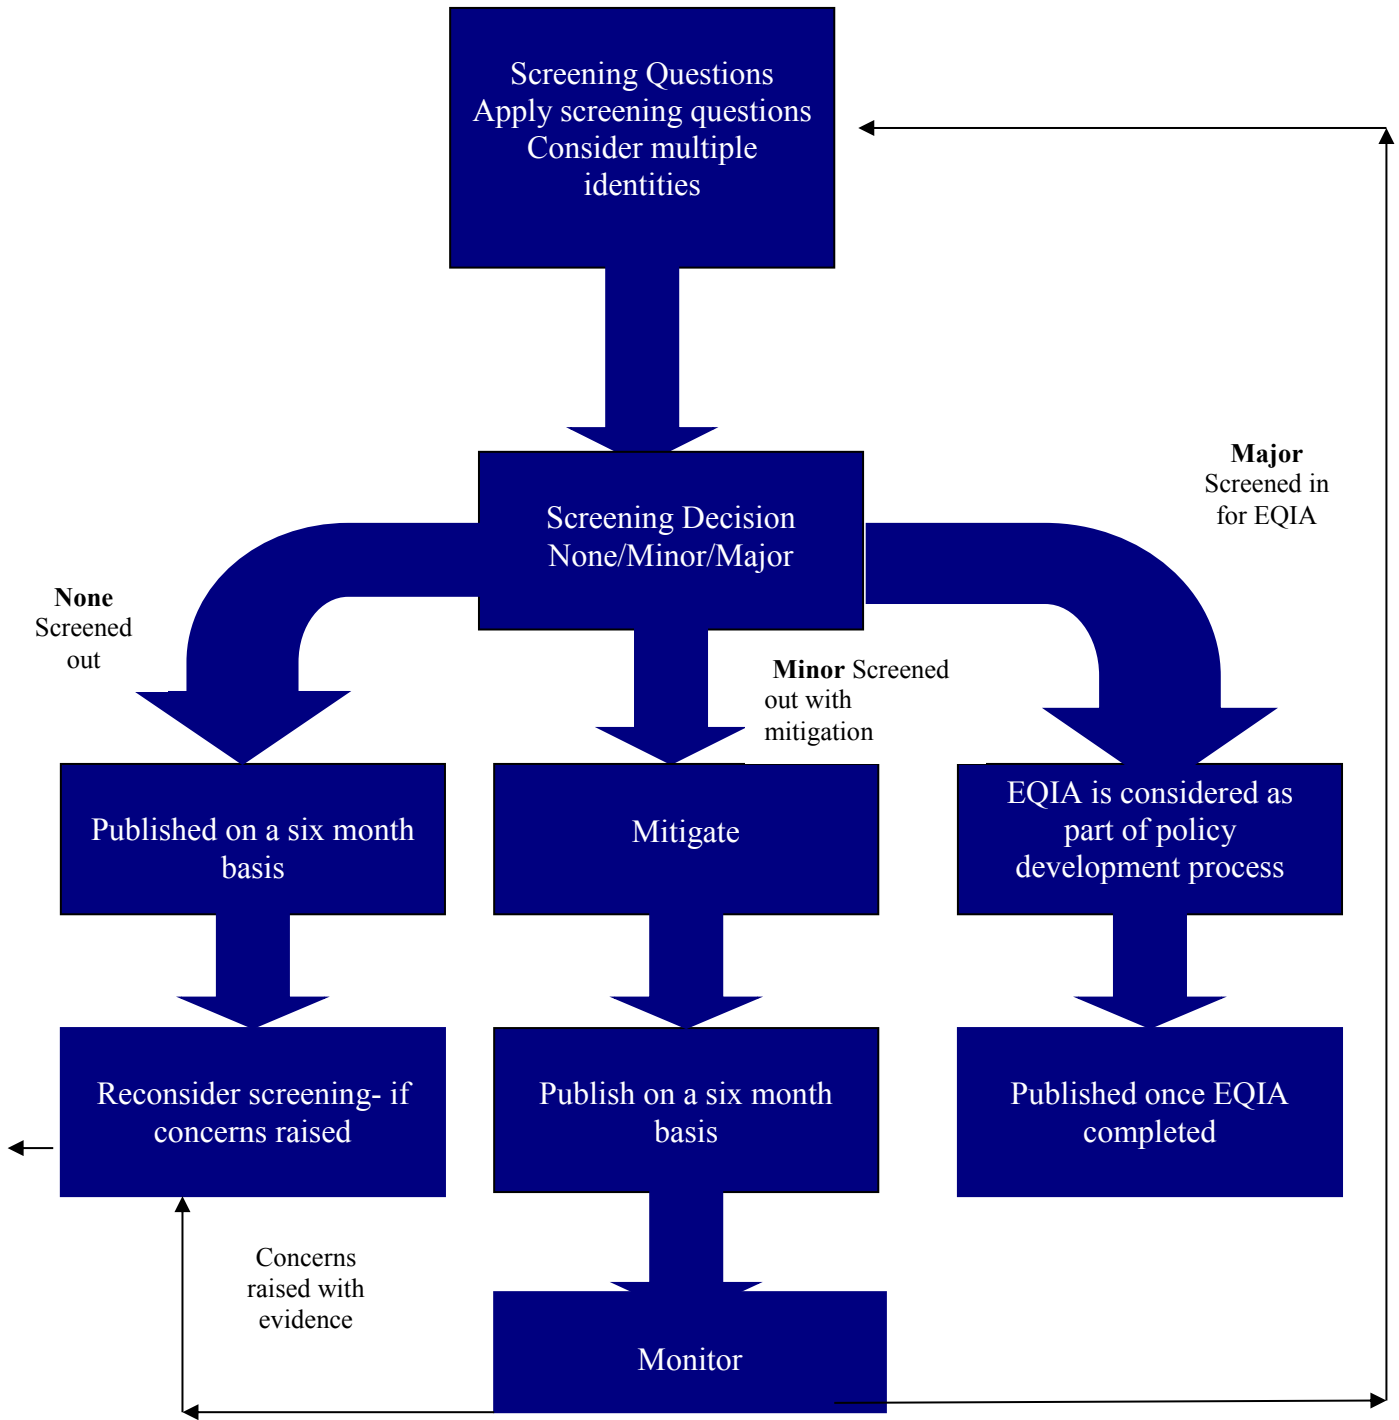 Screening Questions
Apply screening questions
Consider multiple
identities
Major
Screened in
for EQIA
Screening Decision
None/Minor/Major
None
Screened
out
Minor Screened
out with
mitigation
Published on a six month
basis
Mitigate
EQIA is considered as
part of policy
development process
Reconsider screening- if
concerns raised
Publish on a six month
basis
Published once EQIA
completed
Concerns
raised with
evidence
Monitor